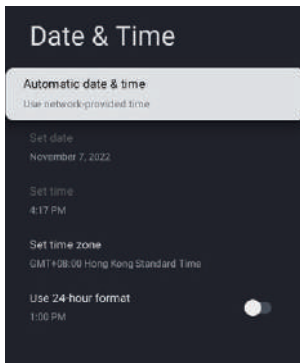 Date & Time
Automatic date & time
Use network-provided time
Set date
November 7, 2022
Set time
4:17 PM
Set time zone
GMT+08:00 Hong Kong Standard Time
Use 24-hour format
1:00 PM